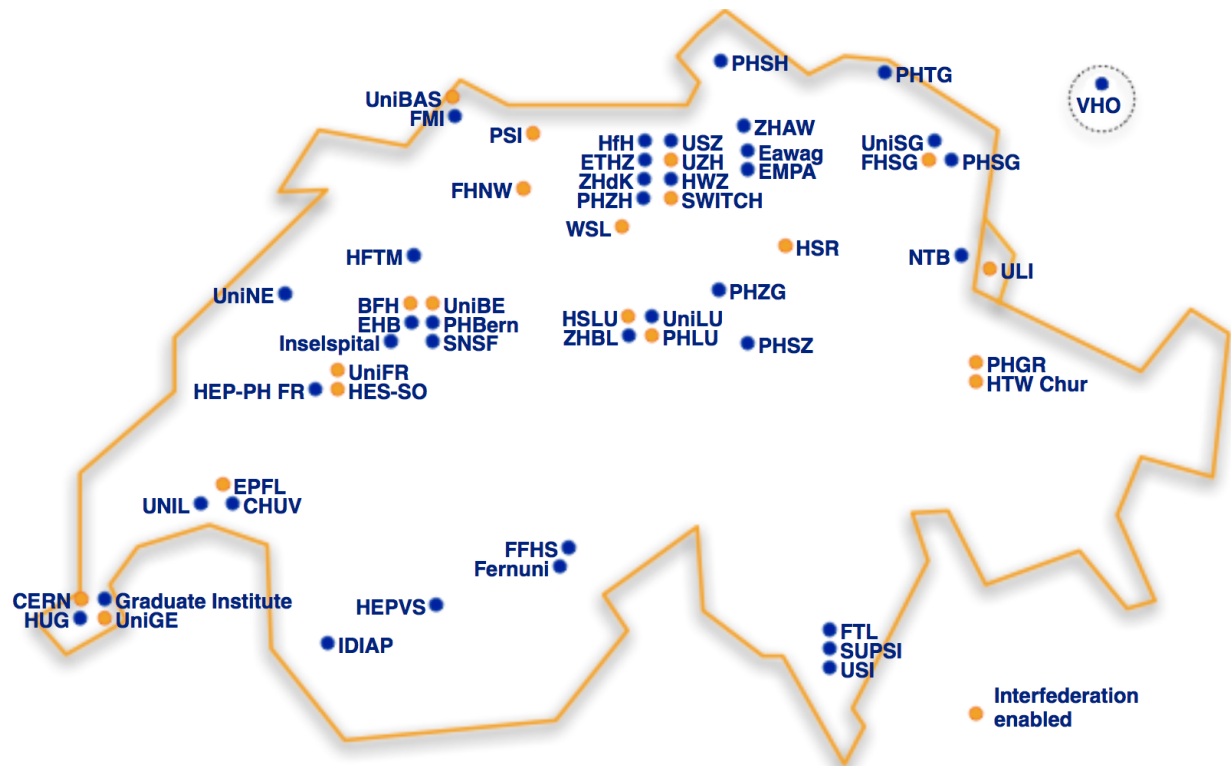 PHSH
PHTG
VHO
UniBAS
FMI
PSI
ZHAW
HfH USZ
ETHZ UZH
ZHdK HWZ
PHZH SWITCH
Eawag
EMPA
UniSG
FHSG PHSG
FHNW
WSL
HSR
HFTM
NTB
ULI
UniNE
PHZG
BFH UniBE
EHB PHBern
Inselspital SNSF
HSLU UniLU
ZHBL PHLU
PHSZ
UniFR
HEP-PH FR HES-SO
PHGR
HTW Chur
EPFL
UNIL CHUV
FFHS
Fernuni
CERN Graduate Institute
HUG UniGE
HEPVS
IDIAP
FTL
SUPSI
USI
Interfederation
enabled